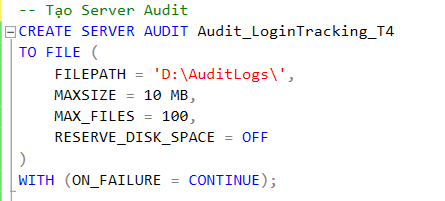 -- Tạo Server Audit
CREATE SERVER AUDIT Audit_LoginTracking_T4
TO FILE (
    FILEPATH = 'D:\AuditLogs\',
    MAXSIZE = 10 MB,
    MAX_FILES = 100,
    RESERVE_DISK_SPACE = OFF
)
WITH (ON_FAILURE = CONTINUE);